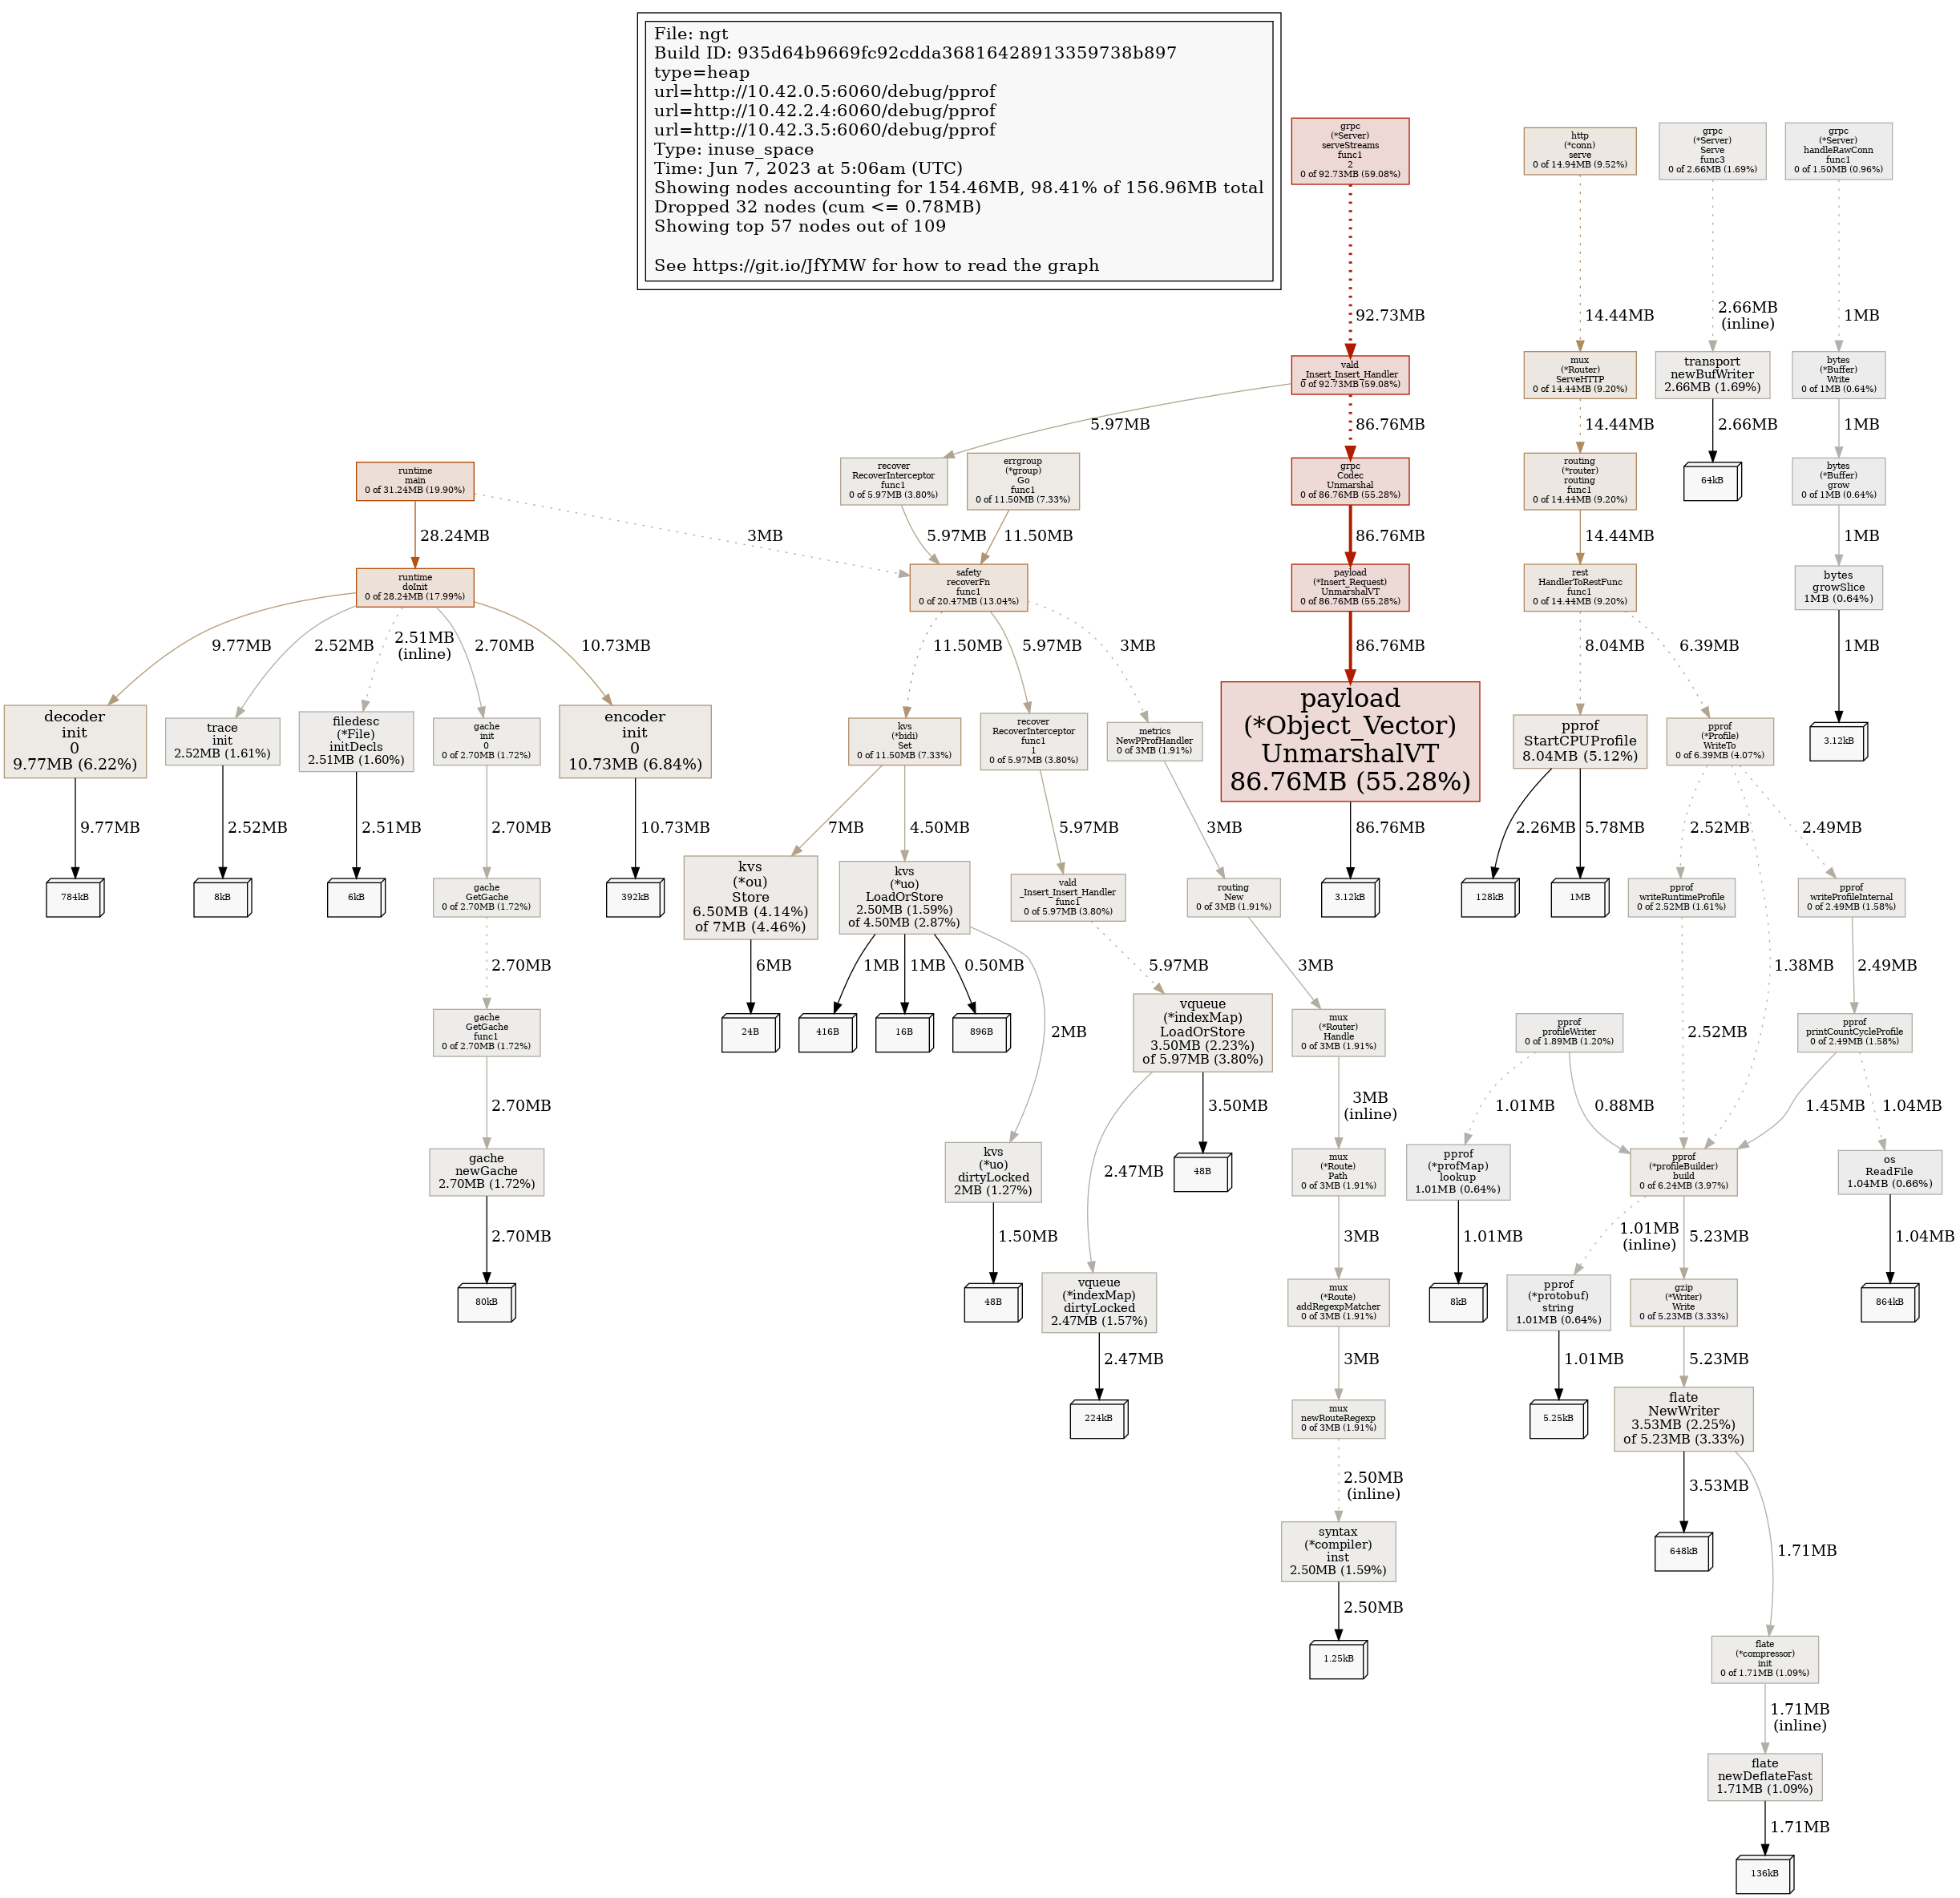 File: ngt
Build ID: 935d64b9669fc92cdda36816428913359738b897
type=heap
url=http://10.42.0.5:6060/debug/pprof
url=http://10.42.2.4:6060/debug/pprof
url=http://10.42.3.5:6060/debug/pprof
Type: inuse_space
Time: Jun 7, 2023 at 5:06am (UTC)
Showing nodes accounting for 154.46MB, 98.41% of 156.96MB total
Dropped 32 nodes (cum <= 0.78MB)
Showing top 57 nodes out of 109
See https://git.io/JfYMW for how to read the graph
grpc
(*Server)
serveStreams
func1
2
0 of 92.73MB (59.08%)
http
(*conn)
serve
0 of 14.94MB (9.52%)
grpc
(*Server)
Serve
func3
0 of 2.66MB (1.69%)
grpc
(*Server)
handleRawConn
func1
0 of 1.50MB (0.96%)
92.73MB
14.44MB
2.66MB
(inline)
1MB
vald
_Insert_Insert_Handler
0 of 92.73MB (59.08%)
mux
(*Router)
ServeHTTP
0 of 14.44MB (9.20%)
transport
newBufWriter
2.66MB (1.69%)
bytes
(*Buffer)
Write
0 of 1MB (0.64%)
5.97MB
86.76MB
14.44MB
2.66MB
1MB
runtime
main
0 of 31.24MB (19.90%)
recover
RecoverInterceptor
func1
0 of 5.97MB (3.80%)
errgroup
(*group)
Go
func1
0 of 11.50MB (7.33%)
grpc
Codec
Unmarshal
0 of 86.76MB (55.28%)
routing
(*router)
routing
func1
0 of 14.44MB (9.20%)
64kB
bytes
(*Buffer)
grow
0 of 1MB (0.64%)
28.24MB
3MB
5.97MB
11.50MB
86.76MB
14.44MB
1MB
runtime
doInit
0 of 28.24MB (17.99%)
safety
recoverFn
func1
0 of 20.47MB (13.04%)
payload
(*Insert_Request)
UnmarshalVT
0 of 86.76MB (55.28%)
rest
HandlerToRestFunc
func1
0 of 14.44MB (9.20%)
bytes
growSlice
1MB (0.64%)
9.77MB
2.52MB
2.51MB
(inline)
2.70MB
10.73MB
11.50MB
5.97MB
3MB
86.76MB
8.04MB
6.39MB
1MB
decoder
init
0
9.77MB (6.22%)
trace
init
2.52MB (1.61%)
filedesc
(*File)
initDecls
2.51MB (1.60%)
gache
init
0
0 of 2.70MB (1.72%)
encoder
init
0
10.73MB (6.84%)
kvs
(*bidi)
Set
0 of 11.50MB (7.33%)
recover
RecoverInterceptor
func1
1
0 of 5.97MB (3.80%)
metrics
NewPProfHandler
0 of 3MB (1.91%)
payload
(*Object_Vector)
UnmarshalVT
86.76MB (55.28%)
pprof
StartCPUProfile
8.04MB (5.12%)
pprof
(*Profile)
WriteTo
0 of 6.39MB (4.07%)
3.12kB
9.77MB
2.52MB
2.51MB
2.70MB
10.73MB
7MB
4.50MB
5.97MB
3MB
86.76MB
2.26MB
5.78MB
2.52MB
2.49MB
784kB
8kB
6kB
gache
GetGache
0 of 2.70MB (1.72%)
392kB
kvs
(*ou)
Store
6.50MB (4.14%)
of 7MB (4.46%)
kvs
(*uo)
LoadOrStore
2.50MB (1.59%)
of 4.50MB (2.87%)
vald
_Insert_Insert_Handler
func1
0 of 5.97MB (3.80%)
routing
New
0 of 3MB (1.91%)
3.12kB
128kB
1MB
pprof
writeRuntimeProfile
0 of 2.52MB (1.61%)
pprof
writeProfileInternal
0 of 2.49MB (1.58%)
2.70MB
6MB
1MB
1MB
0.50MB
5.97MB
3MB
1.38MB
2.49MB
gache
GetGache
func1
0 of 2.70MB (1.72%)
24B
416B
16B
896B
2MB
vqueue
(*indexMap)
LoadOrStore
3.50MB (2.23%)
of 5.97MB (3.80%)
mux
(*Router)
Handle
0 of 3MB (1.91%)
pprof
profileWriter
0 of 1.89MB (1.20%)
2.52MB
pprof
printCountCycleProfile
0 of 2.49MB (1.58%)
2.70MB
2.47MB
3.50MB
3MB
(inline)
1.01MB
0.88MB
1.45MB
1.04MB
gache
newGache
2.70MB (1.72%)
kvs
(*uo)
dirtyLocked
2MB (1.27%)
48B
mux
(*Route)
Path
0 of 3MB (1.91%)
pprof
(*profMap)
lookup
1.01MB (0.64%)
pprof
(*profileBuilder)
build
0 of 6.24MB (3.97%)
os
ReadFile
1.04MB (0.66%)
2.70MB
1.50MB
3MB
1.01MB
1.01MB
(inline)
5.23MB
1.04MB
80kB
48B
vqueue
(*indexMap)
dirtyLocked
2.47MB (1.57%)
mux
(*Route)
addRegexpMatcher
0 of 3MB (1.91%)
8kB
pprof
(*protobuf)
string
1.01MB (0.64%)
gzip
(*Writer)
Write
0 of 5.23MB (3.33%)
864kB
2.47MB
3MB
1.01MB
5.23MB
224kB
mux
newRouteRegexp
0 of 3MB (1.91%)
5.25kB
flate
NewWriter
3.53MB (2.25%)
of 5.23MB (3.33%)
2.50MB
(inline)
3.53MB
syntax
(*compiler)
inst
2.50MB (1.59%)
648kB
1.71MB
2.50MB
1.25kB
flate
(*compressor)
init
0 of 1.71MB (1.09%)
1.71MB
(inline)
flate
newDeflateFast
1.71MB (1.09%)
1.71MB
136kB